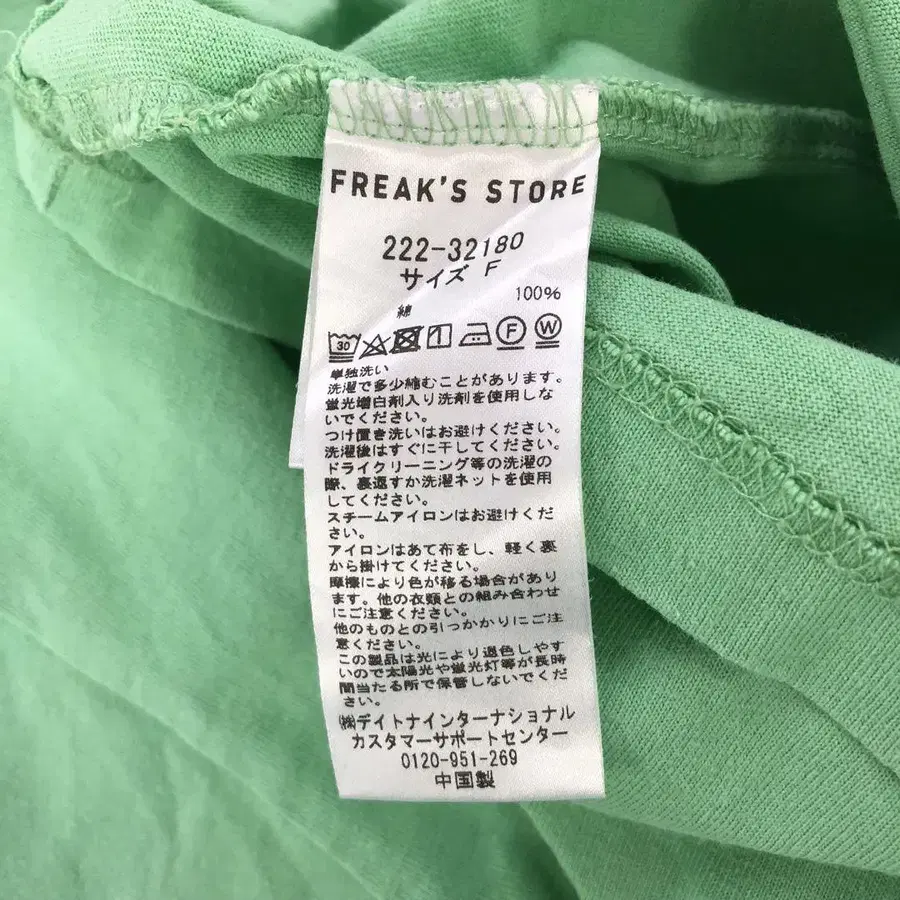 FREAK'S STORE
222-32180
サイズ F
綿 100%
30 F W
単独洗い
洗濯で多少縮むことがあります。
蛍光増白剤入り洗剤を使用しな
いでください。
つけ置き洗いはお避けください。
洗濯後はすぐに干してください。
ドライクリーニング等の洗濯の
際、裏返すか洗濯ネットを使用
してください。
スチームアイロンはお避けくだ
さい。
アイロンはあて布をし、軽く裏
から掛けてください。
摩擦により色が移る場合があり
ます。他の衣類との組み合わせ
にご注意ください。
他のものとの引っかかりにご注
意ください。
この製品は光により退色しやす
いので太陽光や蛍光灯等が長時
間当たる所で保管しないでくだ
さい。
㈱デイトナインターナショナル
カスタマーサポートセンター
0120-951-269
中国製